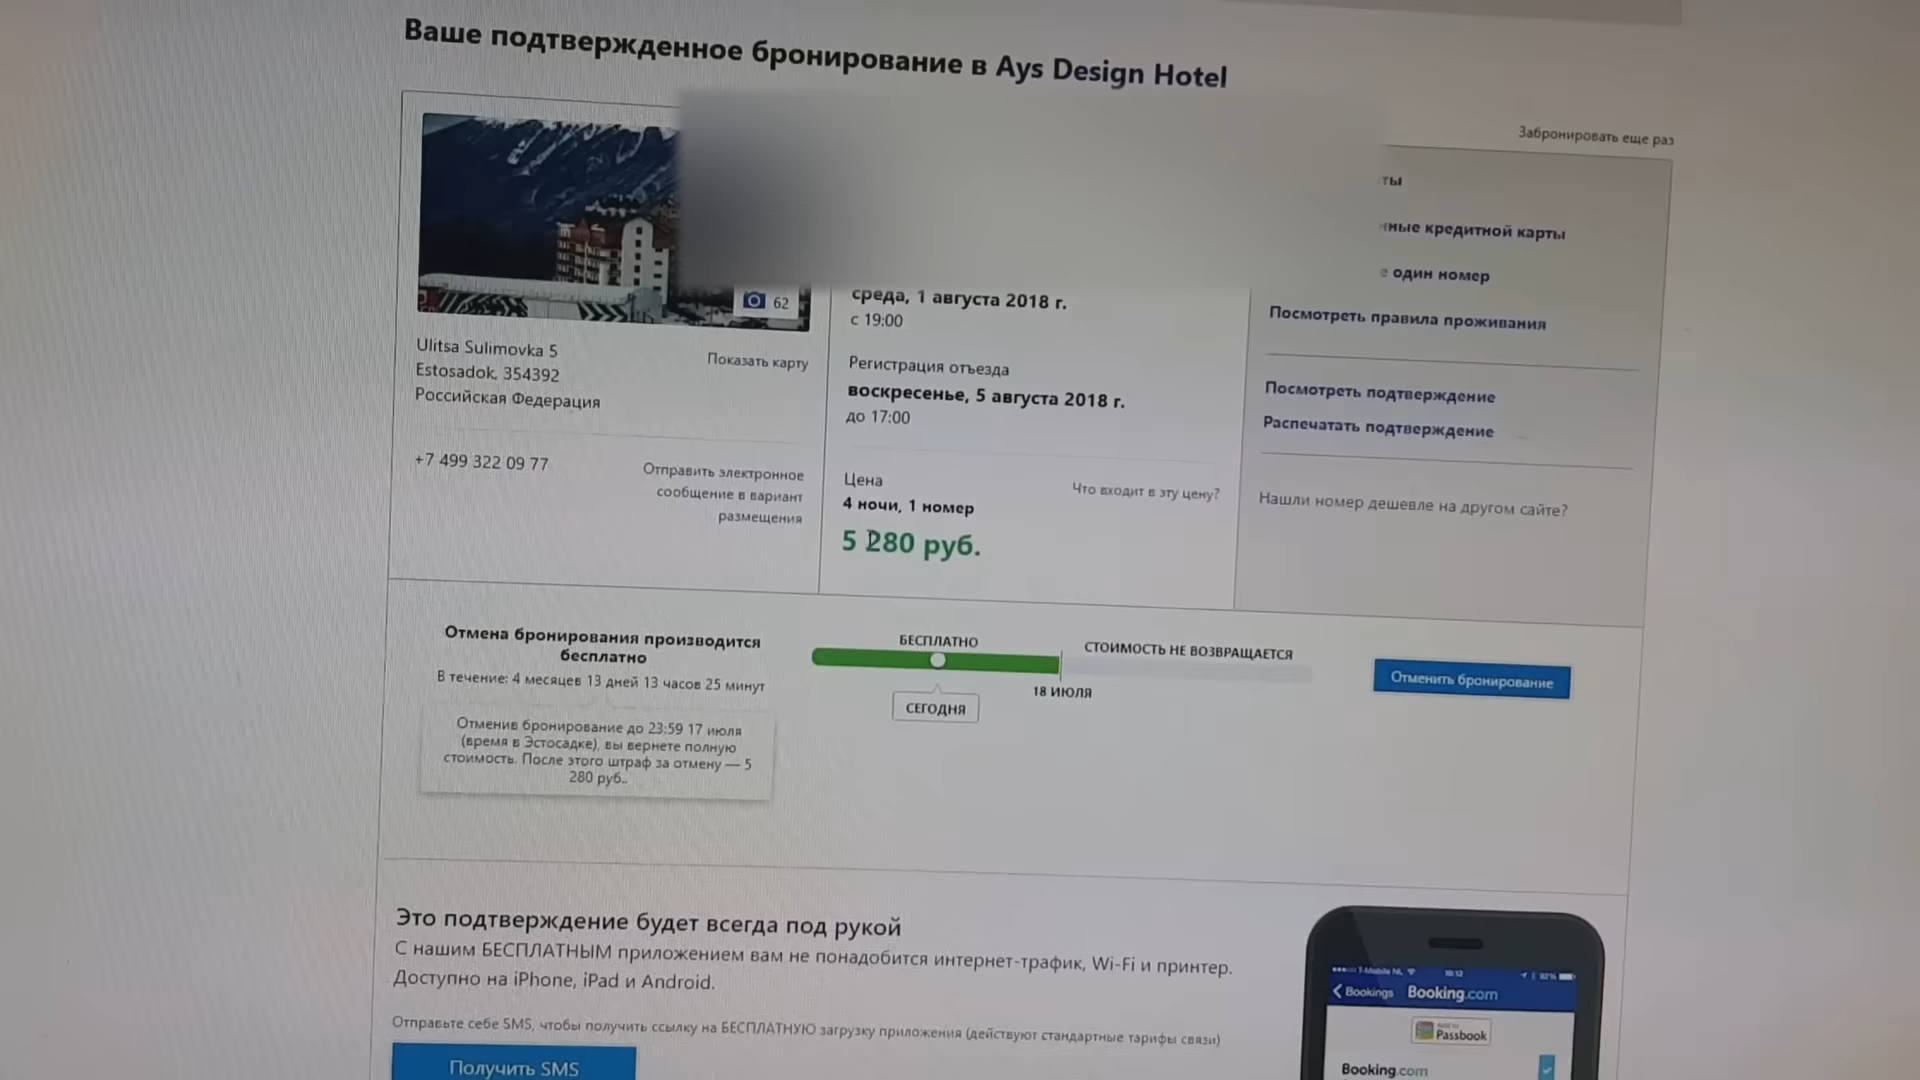 Ваше подтвержденное бронирование в Ays Design Hotel
Забронировать еще раз
62
Ulitsa Sulimovka 5
Estosadok, 354392
Российская Федерация
Показать карту
+7 499 322 09 77
Отправить электронное
сообщение в вариант
размещения
среда, 1 августа 2018 г.
с 19:00
Регистрация отъезда
воскресенье, 5 августа 2018 г.
до 17:00
Цена
4 ночи, 1 номер
5 280 руб.
Что входит в эту цену?
кредитной карты
один номер
Посмотреть правила проживания
Посмотреть подтверждение
Распечатать подтверждение
Нашли номер дешевле на другом сайте?
Отмена бронирования производится
бесплатно
В течение: 4 месяцев 13 дней 13 часов 25 минут
Отменив бронирование до 23:59 17 июля
(время в Эстосадке), вы вернете полную
стоимость. После этого штраф за отмену — 5
280 руб..
БЕСПЛАТНО
СТОИМОСТЬ НЕ ВОЗВРАЩАЕТСЯ
18 ИЮЛЯ
СЕГОДНЯ
Отменить бронирование
Это подтверждение будет всегда под рукой
С нашим БЕСПЛАТНЫМ приложением вам не понадобится интернет-трафик, Wi-Fi и принтер.
Доступно на iPhone, iPad и Android.
Отправьте себе SMS, чтобы получить ссылку на БЕСПЛАТНУЮ загрузку приложения (действуют стандартные тарифы связи)
Получить SMS
T-Mobile NL 10:12 92%
Bookings Booking.com
Passbook
Booking.com